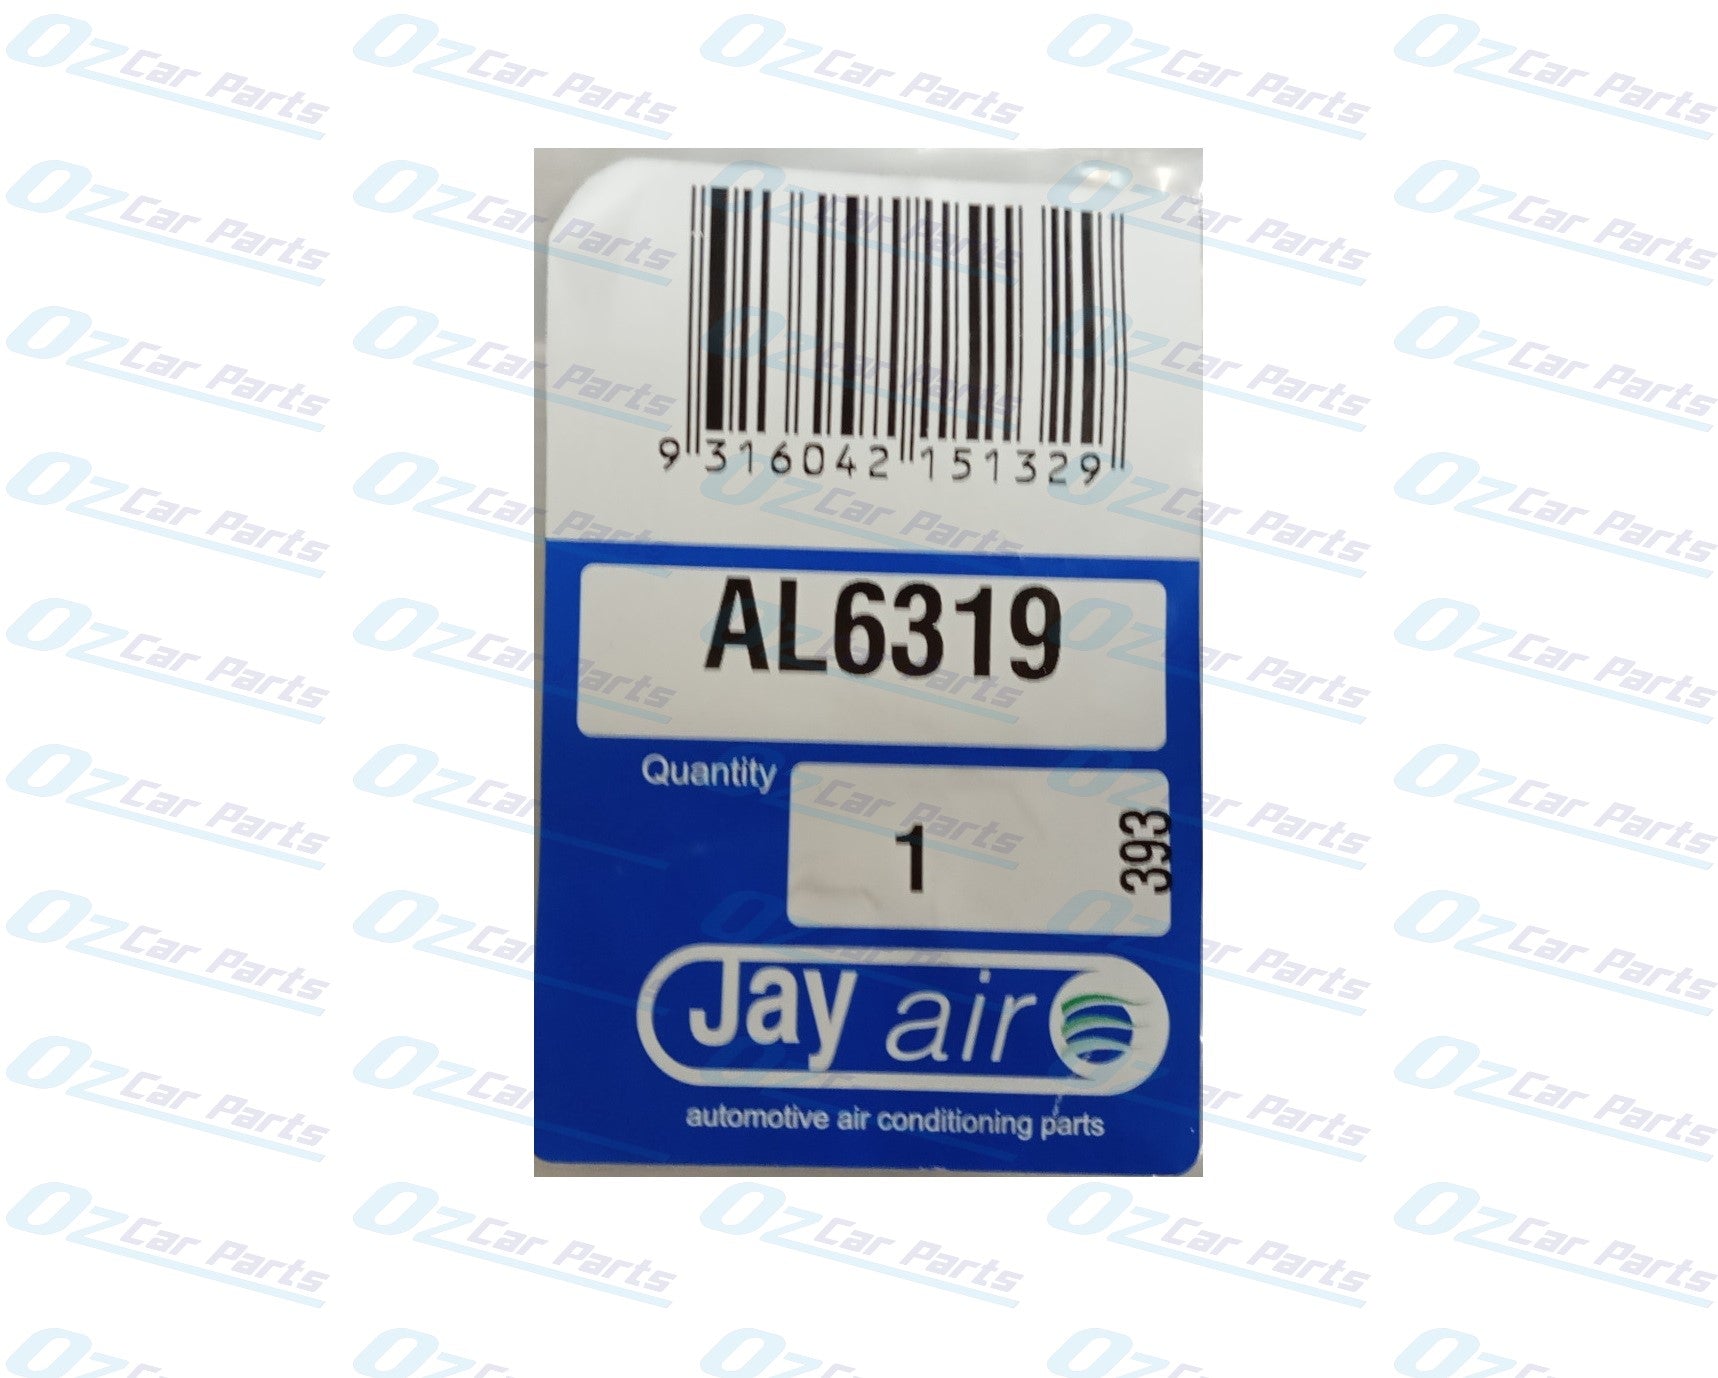 9 316042 151329
AL6319
Quantity
1
393
Jay air
automotive air conditioning parts
Oz Car Parts